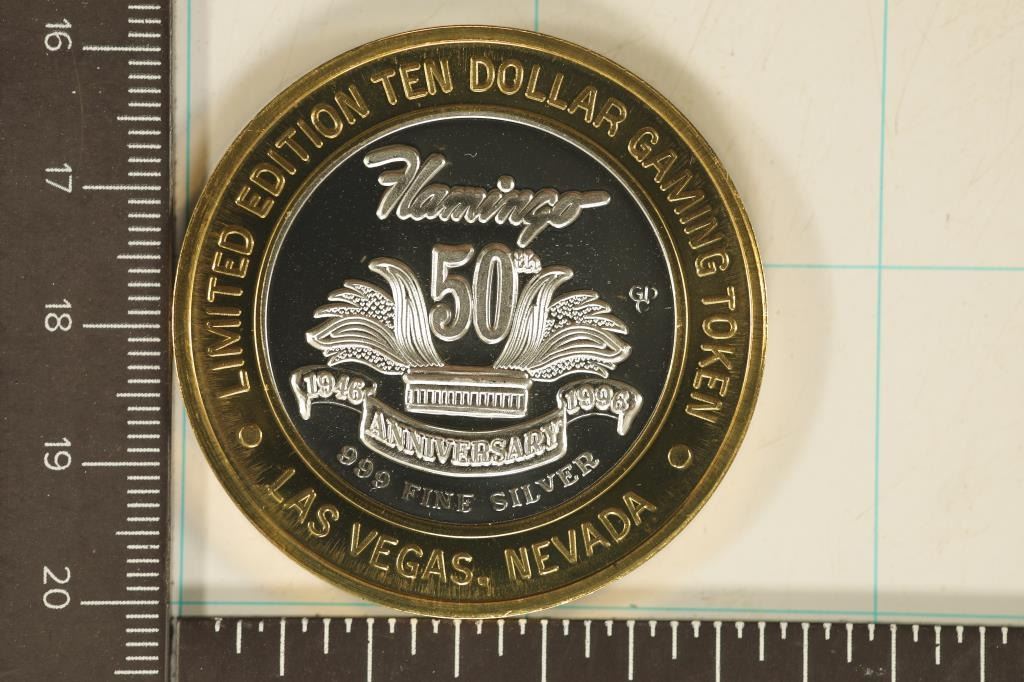 LIMITED EDITION TEN DOLLAR GAMING TOKEN
Flamingo
50th
GDC
1946 1996
ANNIVERSARY
999 FINE SILVER
• LAS VEGAS, NEVADA •
16
17
18
19
20